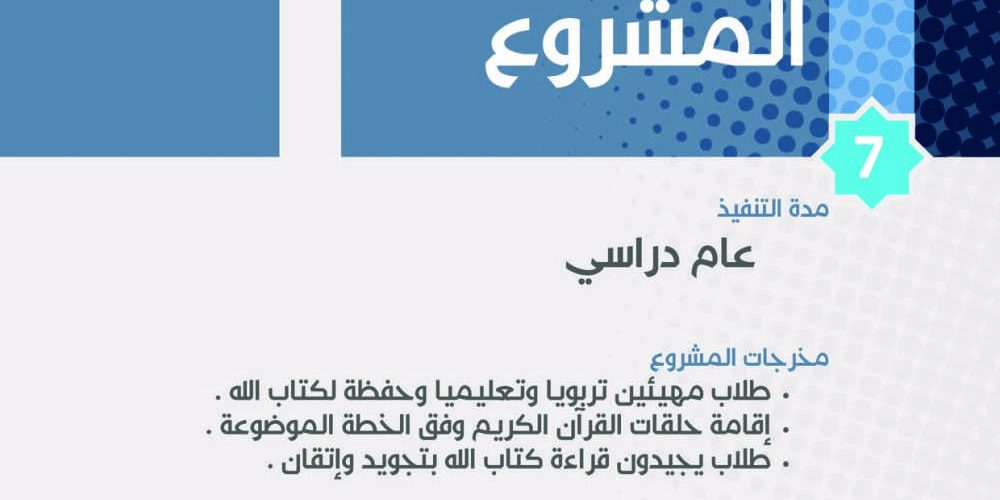 المشروع
7
مدة التنفيذ
عام دراسي
مخرجات المشروع
• طلاب مهيئين تربويا وتعليميا وحفظة لكتاب الله .
• إقامة حلقات القرآن الكريم وفق الخطة الموضوعة .
• طلاب يجيدون قراءة كتاب الله بتجويد وإتقان .